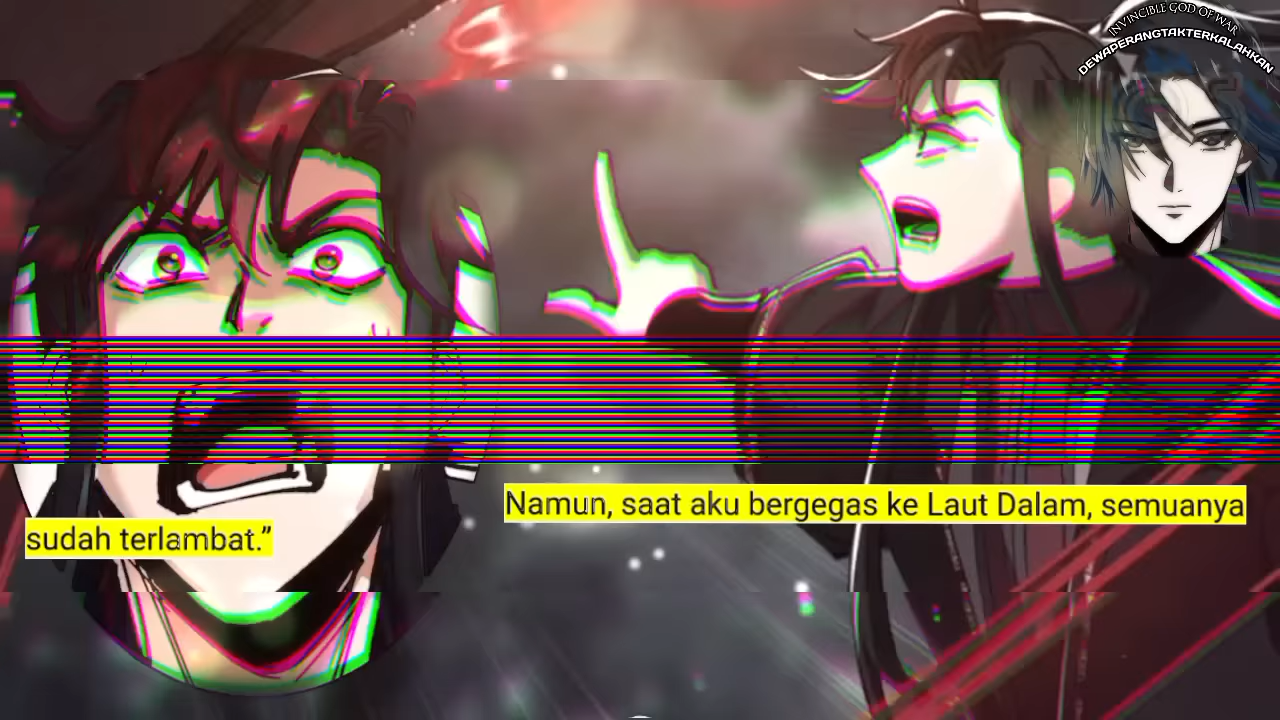 INVINCIBLE GOD OF WAR
DEWAPERANGTAKTERKALAHKAN
Namun, saat aku bergegas ke Laut Dalam, semuanya
sudah terlambat.”